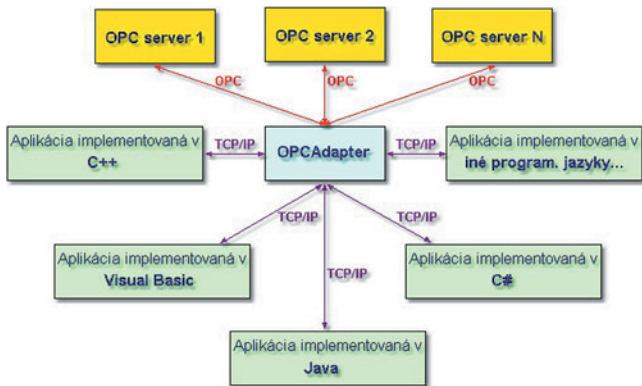 OPC server 1
OPC server 2
OPC server N
OPC
OPC
OPC
Aplikácia implementovaná v
C++
TCP/IP
OPCAdapter
TCP/IP
Aplikácia implementovaná v
iné program. jazyky...
TCP/IP
TCP/IP
Aplikácia implementovaná v
Visual Basic
TCP/IP
Aplikácia implementovaná v
C#
Aplikácia implementovaná v
Java